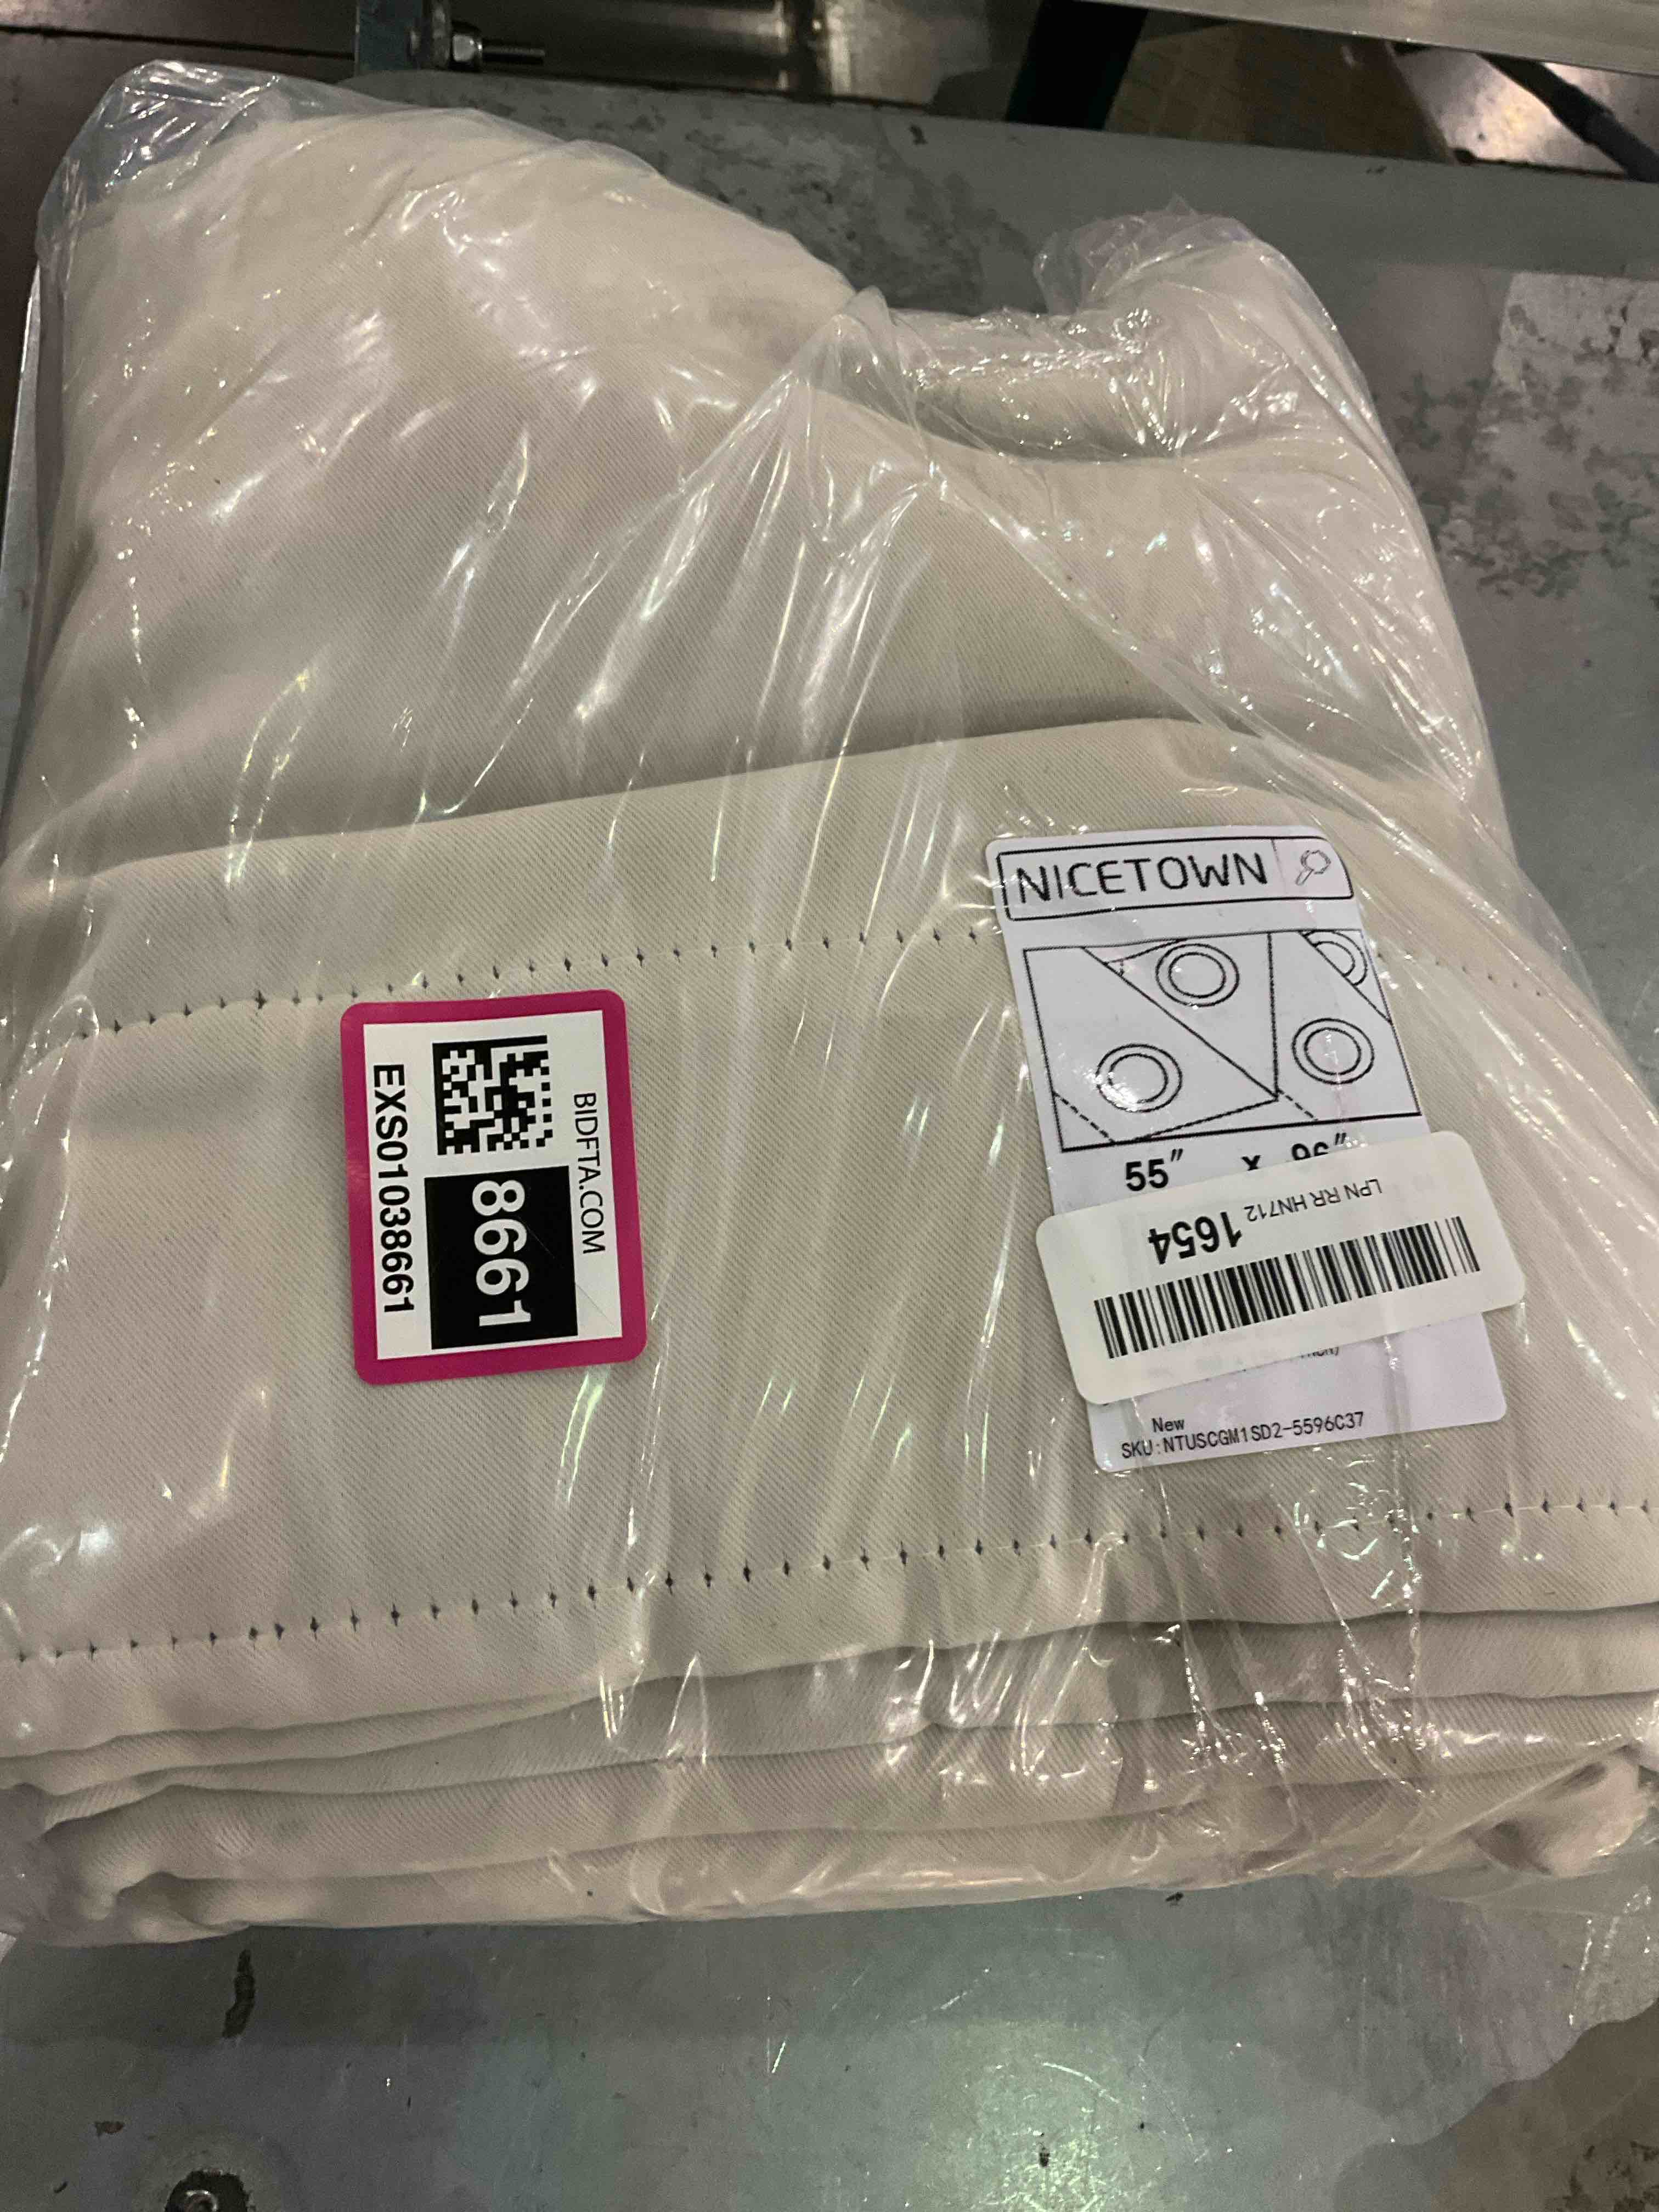 NICETOWN
55" x 96"
LPN RR HN712 1654
New
SKU:NTUSCGM1SD2-5596C37
BIDFTA.COM
8661
EXS01038661